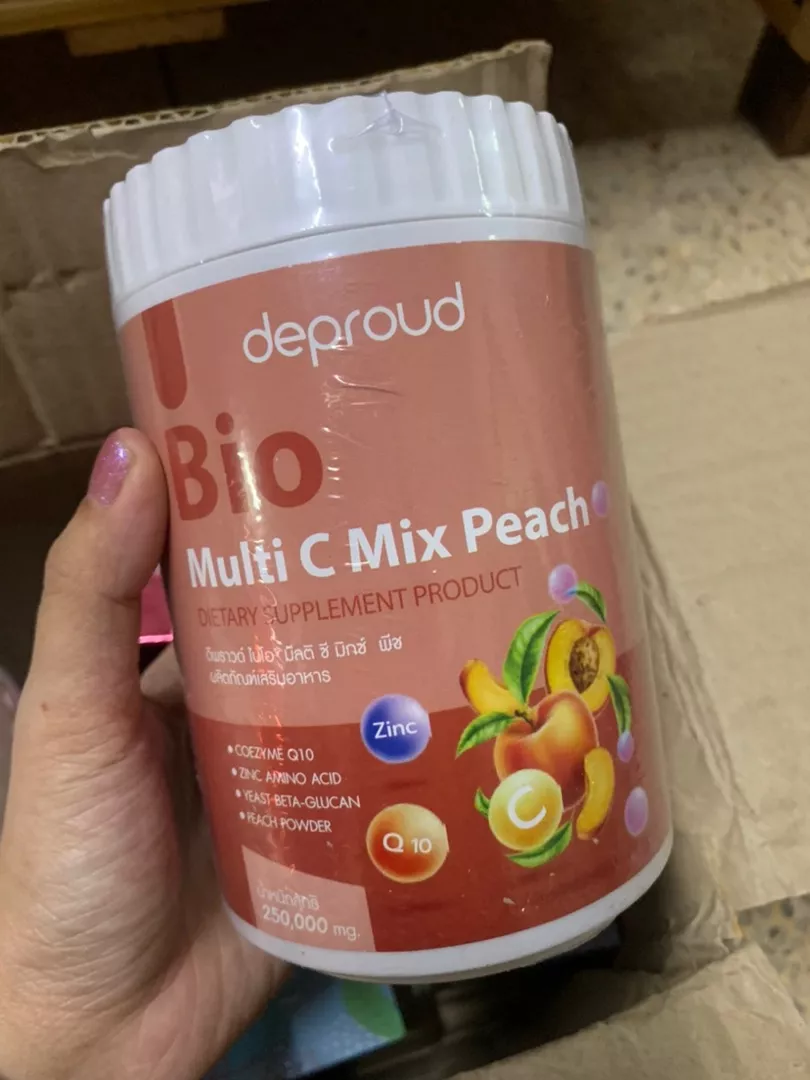 deproud
Bio
Multi C Mix Peach
DIETARY SUPPLEMENT PRODUCT
ดีพราวด์ ไบโอ มัลติ ซี มิกซ์ พีช
ผลิตภัณฑ์เสริมอาหาร
Zinc
• COEZYME Q10
• ZINC AMINO ACID
• YEAST BETA-GLUCAN
• PEACH POWDER
C
Q 10
น้ำหนักสุทธิ
250,000 mg.